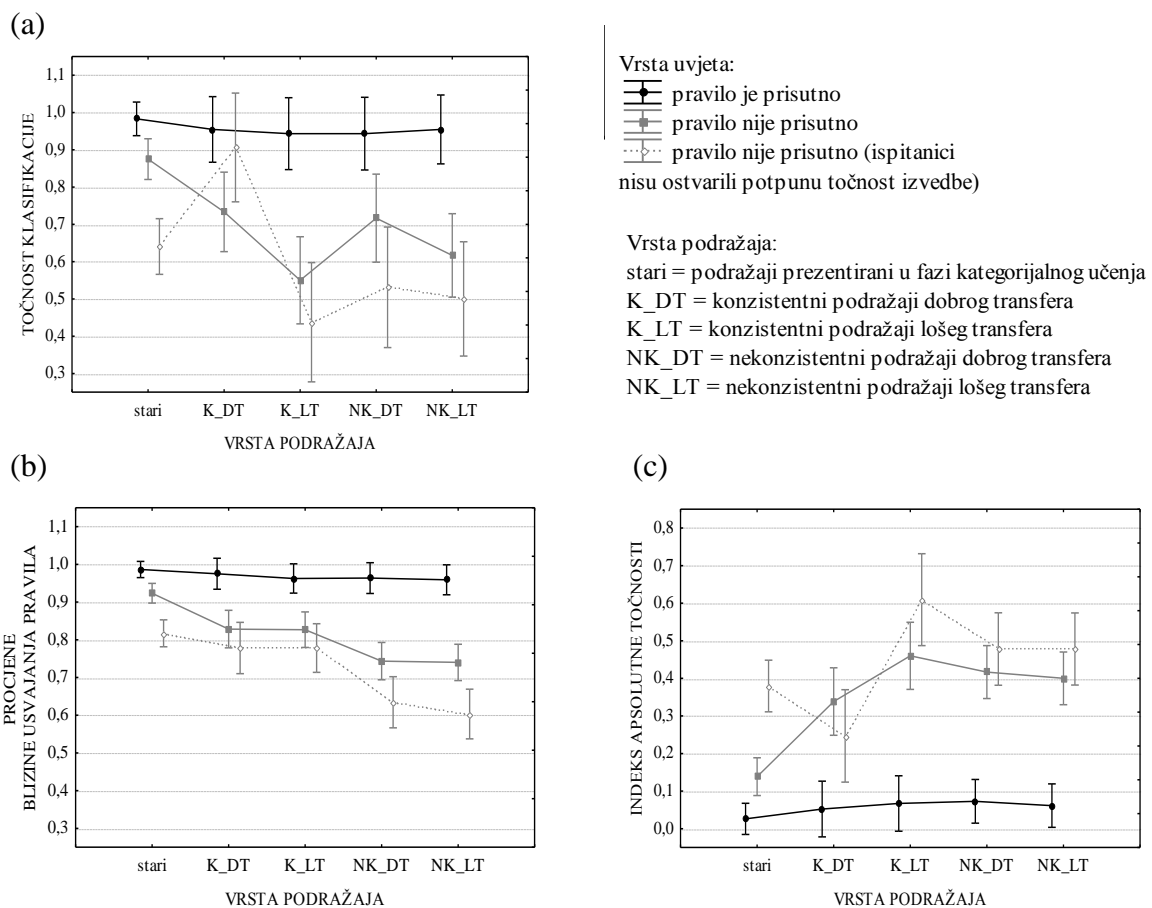 (a)
TOČNOST KLASIFIKACIJE
1,1
1,0
0,9
0,8
0,7
0,6
0,5
0,4
0,3
stari K_DT K_LT NK_DT NK_LT
VRSTA PODRAŽAJA
Vrsta uvjeta:
pravilo je prisutno
pravilo nije prisutno
pravilo nije prisutno (ispitanici
nisu ostvarili potpunu točnost izvedbe)
Vrsta podražaja:
stari = podražaji prezentirani u fazi kategorijalnog učenja
K_DT = konzistentni podražaji dobrog transfera
K_LT = konzistentni podražaji lošeg transfera
NK_DT = nekonzistentni podražaji dobrog transfera
NK_LT = nekonzistentni podražaji lošeg transfera
(b)
PROCJENE
BLIZINE USVAJANJA PRAVILA
1,1
1,0
0,9
0,8
0,7
0,6
0,5
0,4
0,3
stari K_DT K_LT NK_DT NK_LT
VRSTA PODRAŽAJA
(c)
INDEKS APSOLUTNE TOČNOSTI
0,8
0,7
0,6
0,5
0,4
0,3
0,2
0,1
0,0
stari K_DT K_LT NK_DT NK_LT
VRSTA PODRAŽAJA